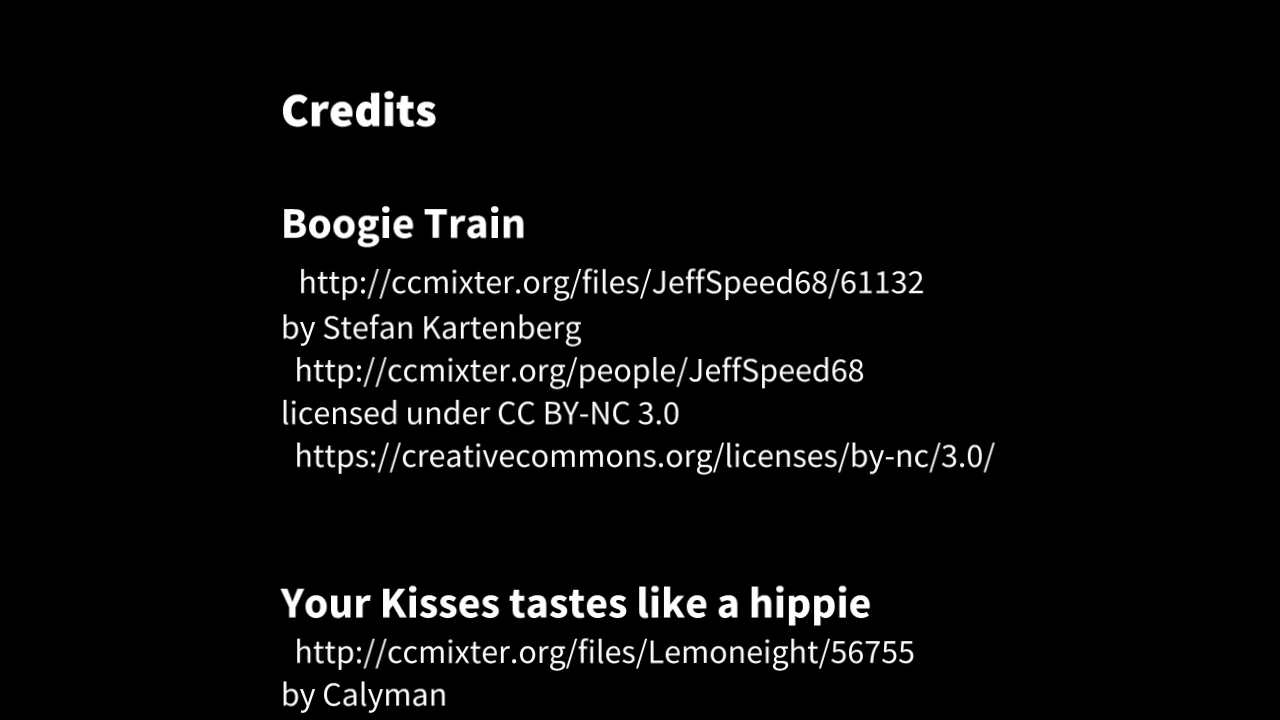 Credits
Boogie Train
http://ccmixter.org/files/JeffSpeed68/61132
by Stefan Kartenberg
http://ccmixter.org/people/JeffSpeed68
licensed under CC BY-NC 3.0
https://creativecommons.org/licenses/by-nc/3.0/
Your Kisses tastes like a hippie
http://ccmixter.org/files/Lemoneight/56755
by Calyman